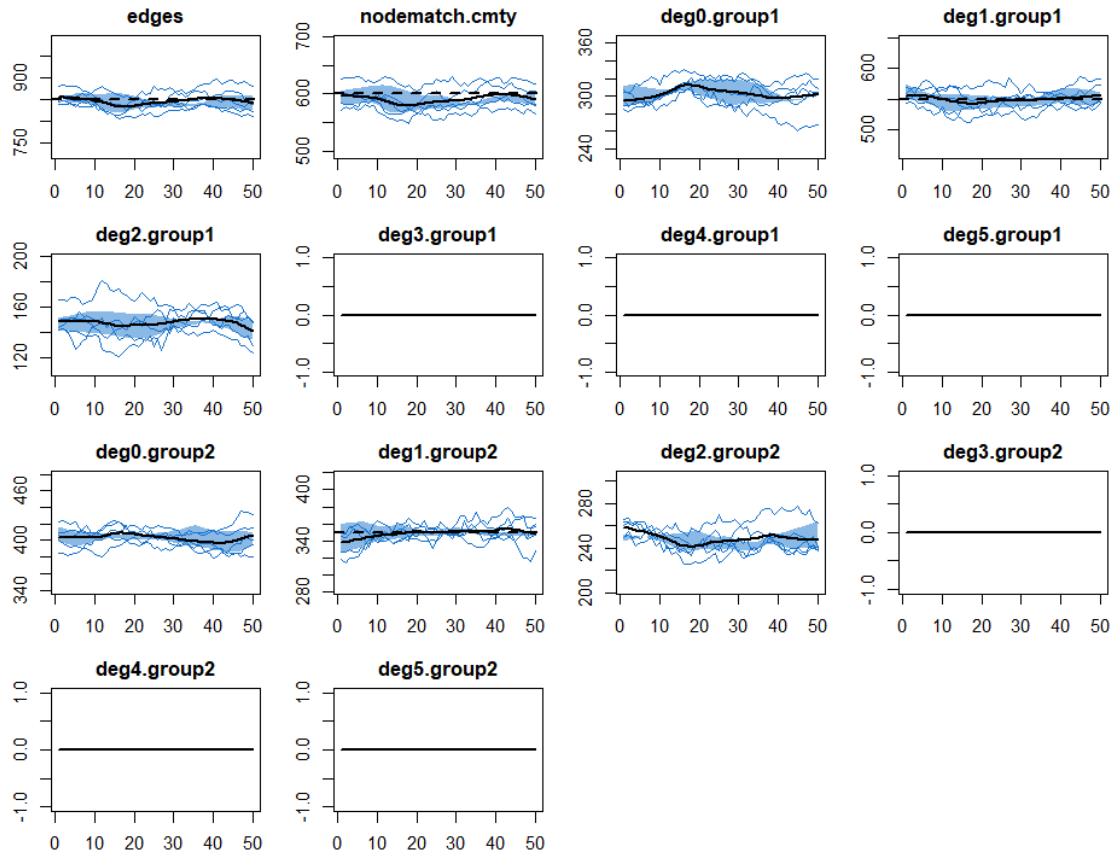 edges nodematch.cmty deg0.group1 deg1.group1
750 900
500 600 700
240 300 360
500 600
0 10 20 30 40 50 0 10 20 30 40 50 0 10 20 30 40 50 0 10 20 30 40 50
deg2.group1 deg3.group1 deg4.group1 deg5.group1
120 160 200
-1.0 0.0 1.0
-1.0 0.0 1.0
-1.0 0.0 1.0
0 10 20 30 40 50 0 10 20 30 40 50 0 10 20 30 40 50 0 10 20 30 40 50
deg0.group2 deg1.group2 deg2.group2 deg3.group2
340 400 460
280 340 400
200 240 280
-1.0 0.0 1.0
0 10 20 30 40 50 0 10 20 30 40 50 0 10 20 30 40 50 0 10 20 30 40 50
deg4.group2 deg5.group2
-1.0 0.0 1.0
-1.0 0.0 1.0
0 10 20 30 40 50 0 10 20 30 40 50